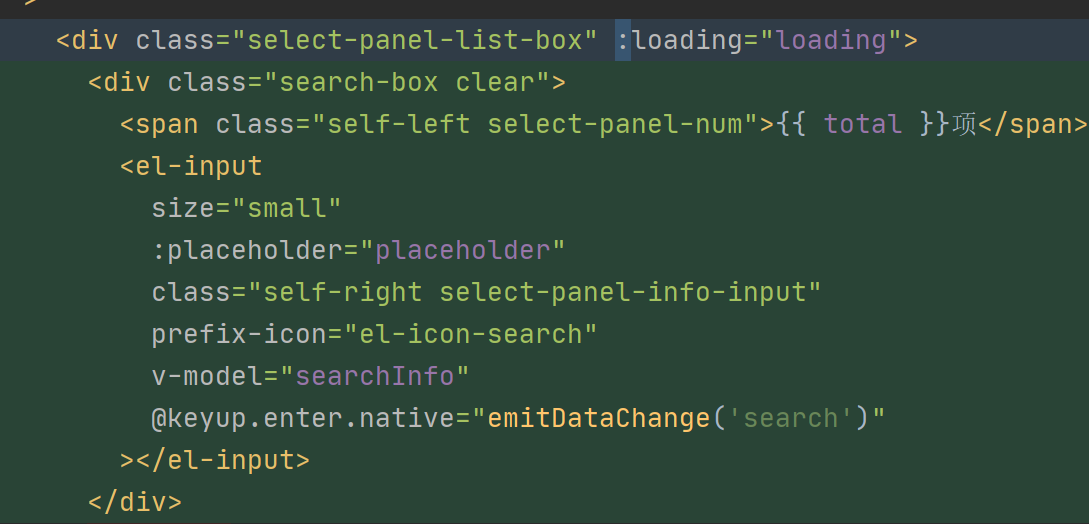 >
<div class="select-panel-list-box" :loading="loading">
<div class="search-box clear">
<span class="self-left select-panel-num">{{ total }}项</span>
<el-input
size="small"
:placeholder="placeholder"
class="self-right select-panel-info-input"
prefix-icon="el-icon-search"
v-model="searchInfo"
@keyup.enter.native="emitDataChange('search')"
></el-input>
</div>